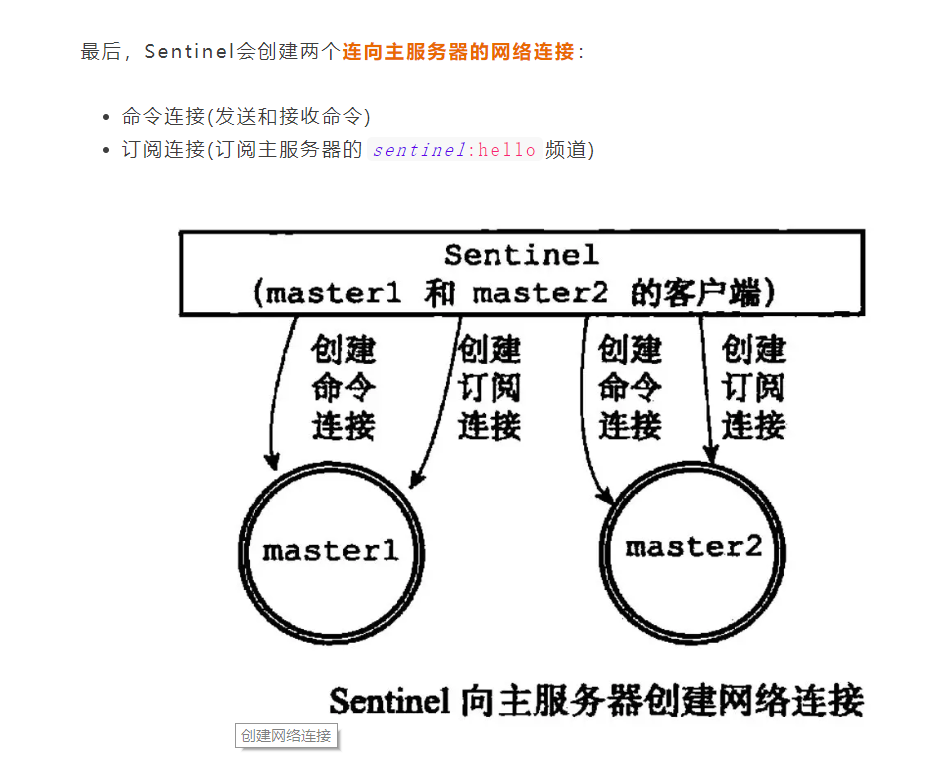 最后，Sentinel会创建两个连向主服务器的网络连接：
• 命令连接(发送和接收命令)
• 订阅连接(订阅主服务器的 sentinel:hello 频道)
Sentinel
(master1 和 master2 的客户端)
创建
命令
连接
创建
订阅
连接
创建
命令
连接
创建
订阅
连接
master1
master2
Sentinel 向主服务器创建网络连接
创建网络连接